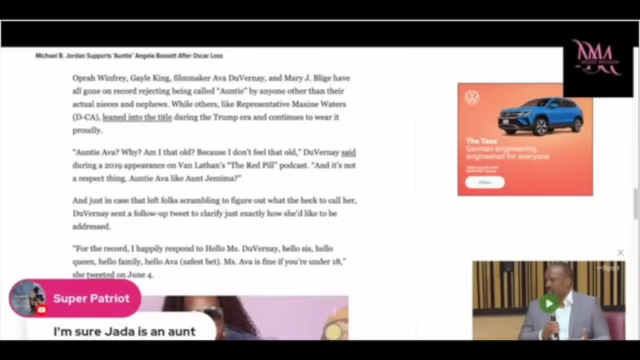 Michael B. Jordan Supports 'Auntie' Angela Bassett After Oscar Loss
Oprah Winfrey, Gayle King, filmmaker Ava DuVernay, and Mary J. Blige have
all gone on record rejecting being called "Auntie" by anyone other than their
actual nieces and nephews. While others, like Representative Maxine Waters
(D-CA), leaned into the title during the Trump era and continues to wear it
proudly.
"Auntie Ava? Why? Am I that old? Because I don't feel that old," DuVernay said
during a 2019 appearance on Van Lathan's "The Red Pill" podcast. "And it's not
a respect thing. Auntie Ava like Aunt Jemima?"
And just in case that left folks scrambling to figure out what the heck to call her,
DuVernay sent a follow-up tweet to clarify just exactly how she'd like to be
addressed.
"For the record, I happily respond to Hello Ms. DuVernay, hello sis, hello
queen, hello family, hello Ava (safest bet). Ms. Ava is fine if you're under 18,"
she tweeted on June 4.
The Taos
German engineering,
engineered for everyone
Super Patriot
I'm sure Jada is an aunt